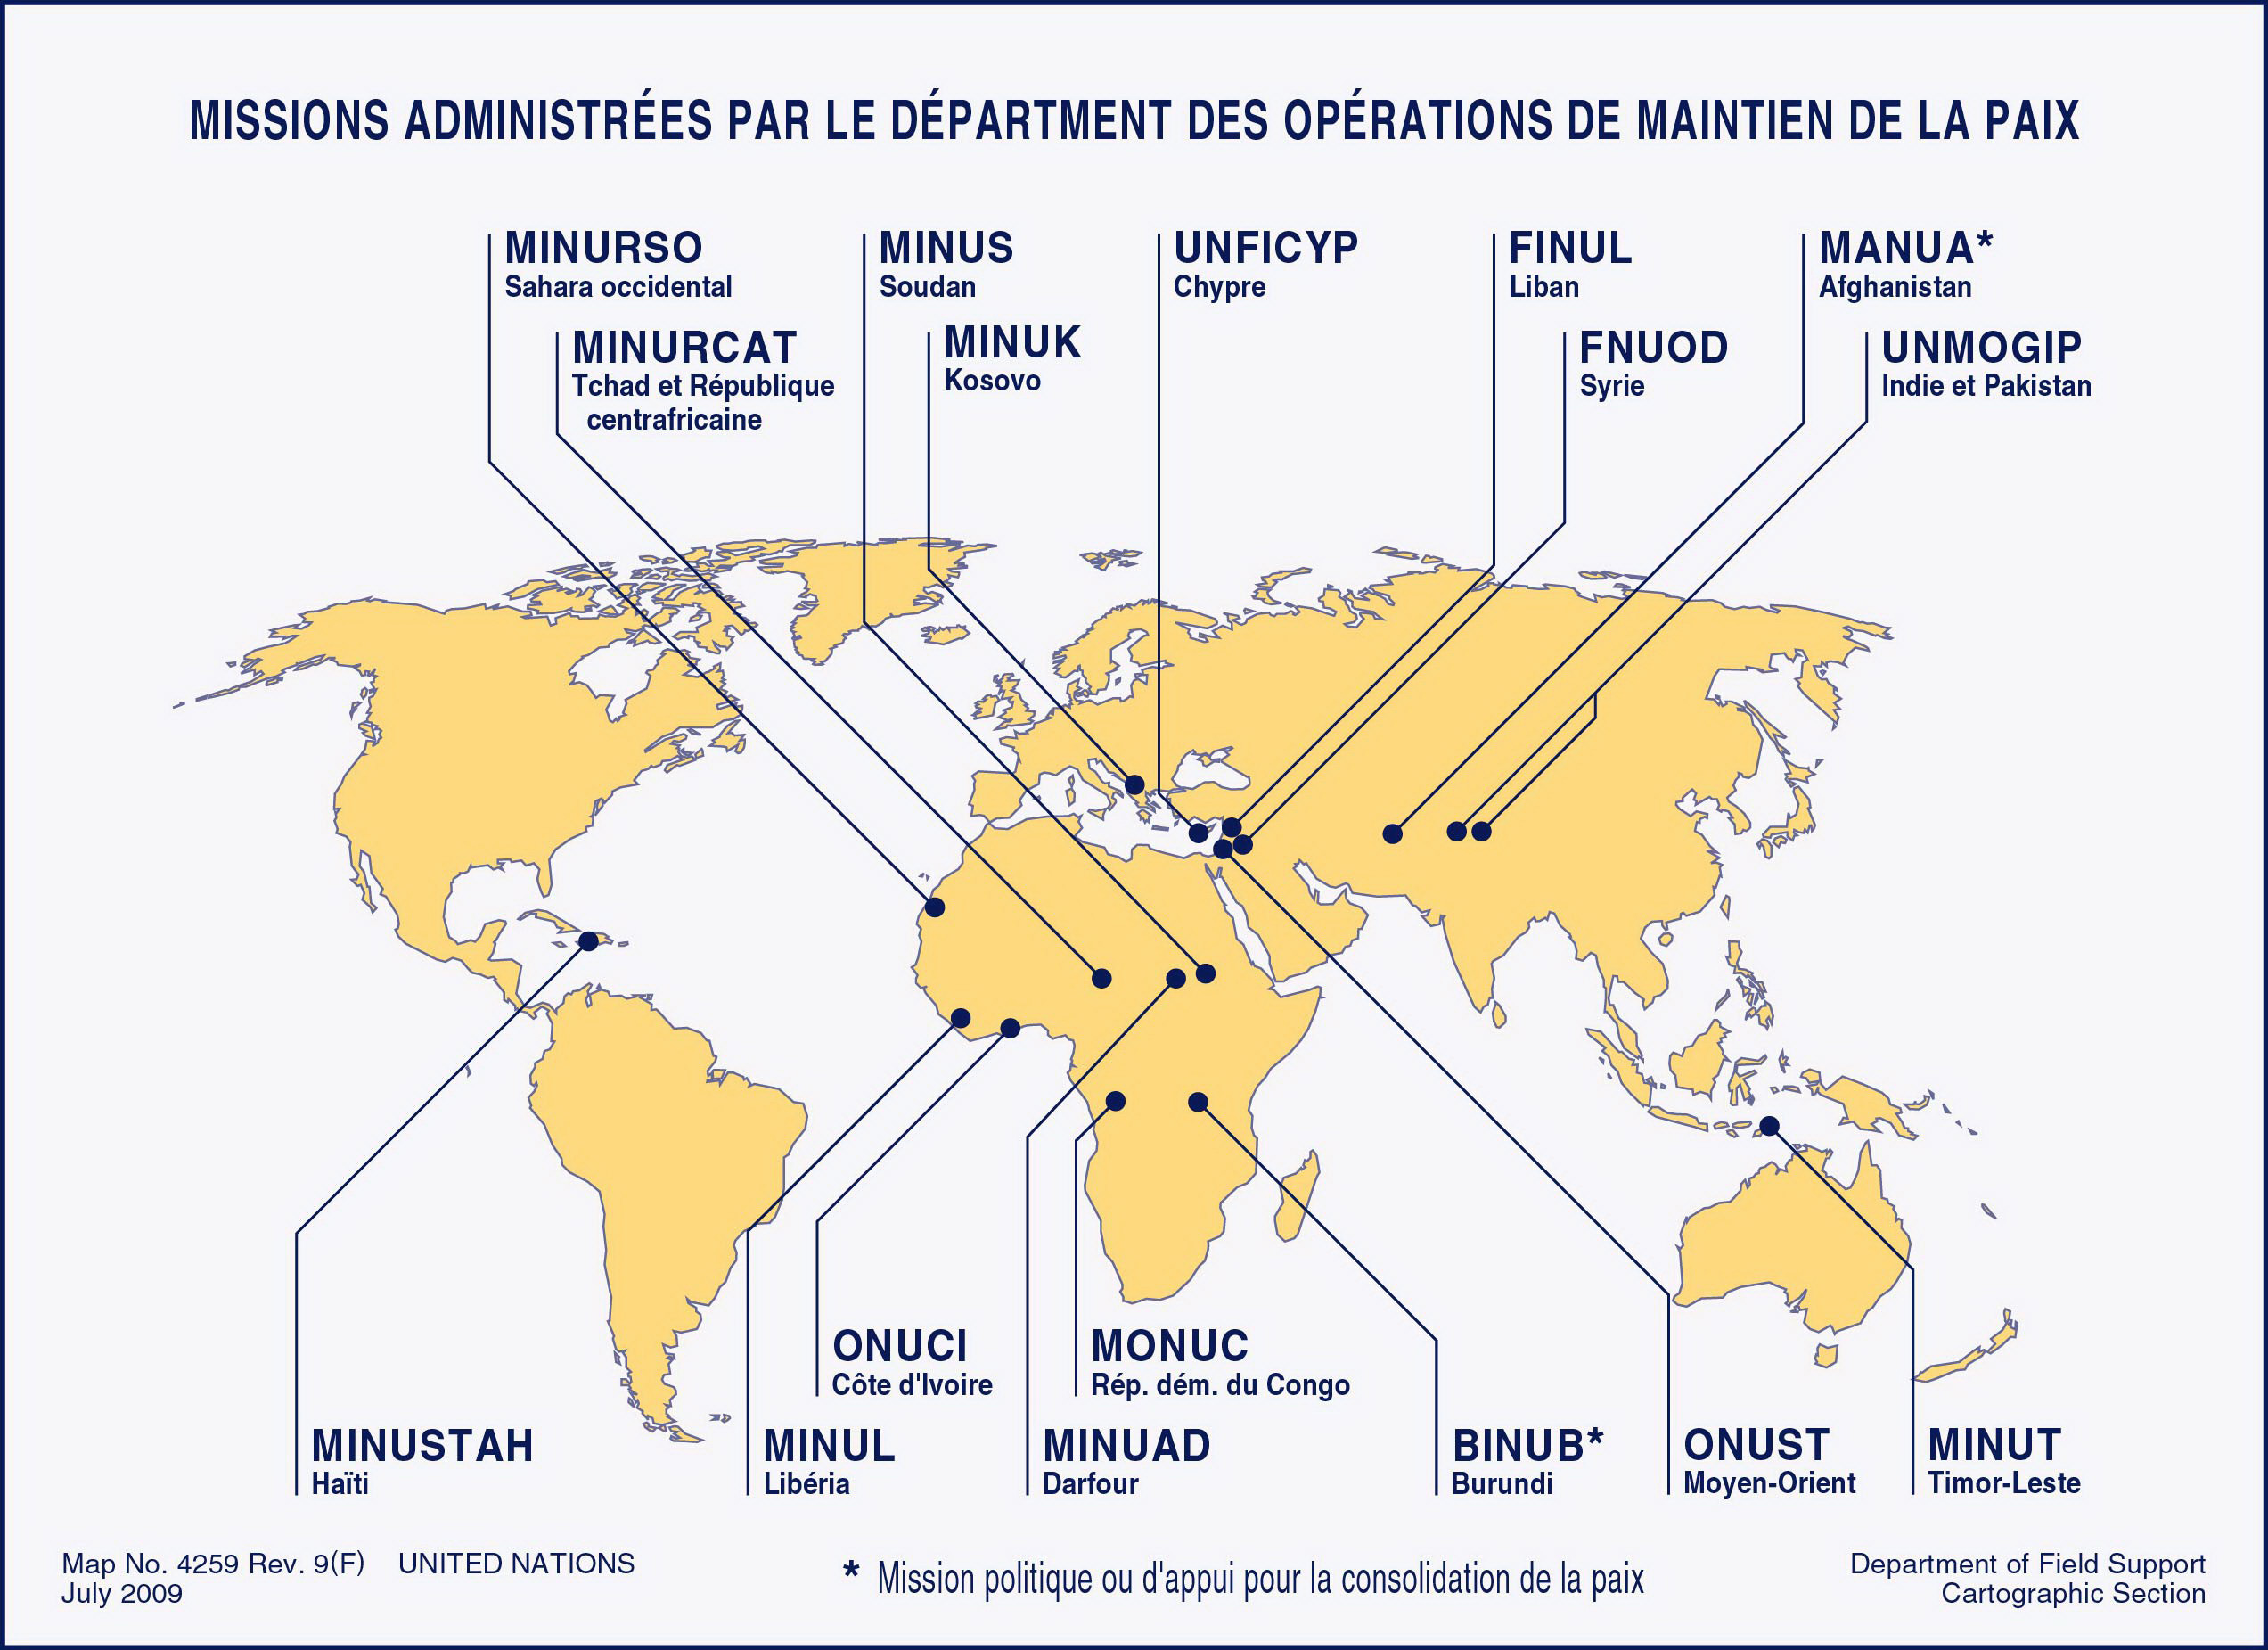 MISSIONS ADMINISTRÉES PAR LE DÉPARTMENT DES OPÉRATIONS DE MAINTIEN DE LA PAIX
MINURSO
Sahara occidental
MINURCAT
Tchad et République
centrafricaine
MINUS
Soudan
MINUK
Kosovo
UNFICYP
Chypre
FINUL
Liban
FNUOD
Syrie
MANUA*
Afghanistan
UNMOGIP
Indie et Pakistan
MINUSTAH
Haïti
MINUL
Libéria
ONUCI
Côte d'Ivoire
MINUAD
Darfour
MONUC
Rép. dém. du Congo
BINUB*
Burundi
ONUST
Moyen-Orient
MINUT
Timor-Leste
Map No. 4259 Rev. 9(F) UNITED NATIONS
July 2009
* Mission politique ou d'appui pour la consolidation de la paix
Department of Field Support
Cartographic Section